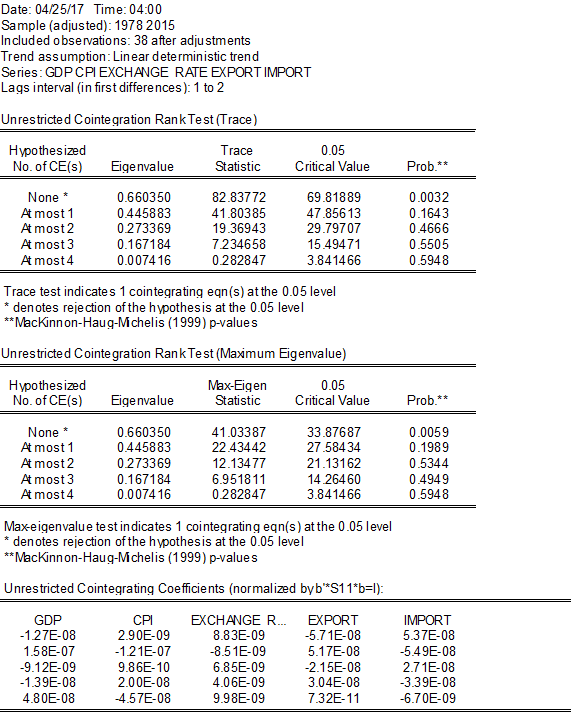 Date: 04/25/17 Time: 04:00
Sample (adjusted): 1978 2015
Included observations: 38 after adjustments
Trend assumption: Linear deterministic trend
Series: GDP CPI EXCHANGE_RATE EXPORT IMPORT
Lags interval (in first differences): 1 to 2
Unrestricted Cointegration Rank Test (Trace)
Hypothesized Trace 0.05
No. of CE(s) Eigenvalue Statistic Critical Value Prob.**
None * 0.660350 82.83772 69.81889 0.0032
At most 1 0.445883 41.80385 47.85613 0.1643
At most 2 0.273369 19.36943 29.79707 0.4666
At most 3 0.167184 7.234658 15.49471 0.5505
At most 4 0.007416 0.282847 3.841466 0.5948
Trace test indicates 1 cointegrating eqn(s) at the 0.05 level
* denotes rejection of the hypothesis at the 0.05 level
**MacKinnon-Haug-Michelis (1999) p-values
Unrestricted Cointegration Rank Test (Maximum Eigenvalue)
Hypothesized Max-Eigen 0.05
No. of CE(s) Eigenvalue Statistic Critical Value Prob.**
None * 0.660350 41.03387 33.87687 0.0059
At most 1 0.445883 22.43442 27.58434 0.1989
At most 2 0.273369 12.13477 21.13162 0.5344
At most 3 0.167184 6.951811 14.26460 0.4949
At most 4 0.007416 0.282847 3.841466 0.5948
Max-eigenvalue test indicates 1 cointegrating eqn(s) at the 0.05 level
* denotes rejection of the hypothesis at the 0.05 level
**MacKinnon-Haug-Michelis (1999) p-values
Unrestricted Cointegrating Coefficients (normalized by b'*S11*b=I):
GDP CPI EXCHANGE_R... EXPORT IMPORT
-1.27E-08 2.90E-09 8.83E-09 -5.71E-08 5.37E-08
1.58E-07 -1.21E-07 -8.51E-09 5.17E-08 -5.49E-08
-9.12E-09 9.86E-10 6.85E-09 -2.15E-08 2.71E-08
-1.39E-08 2.00E-08 4.06E-09 3.04E-08 -3.39E-08
4.80E-08 -4.57E-08 9.98E-09 7.32E-11 -6.70E-09